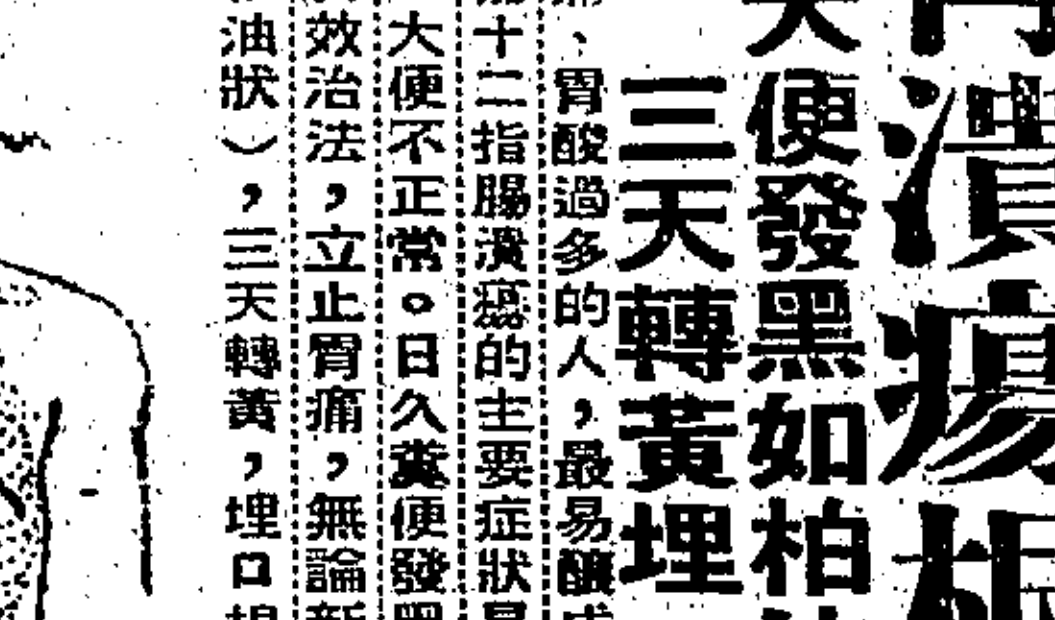 潰瘍
便發黑如柏
三天轉黃埋
、胃酸過多的人，最易釀
十二指腸潰瘍的主要症狀是
大便不正常。日久糞便發黑
效治法，立止胃痛，無論新
油狀），三天轉黃，埋口